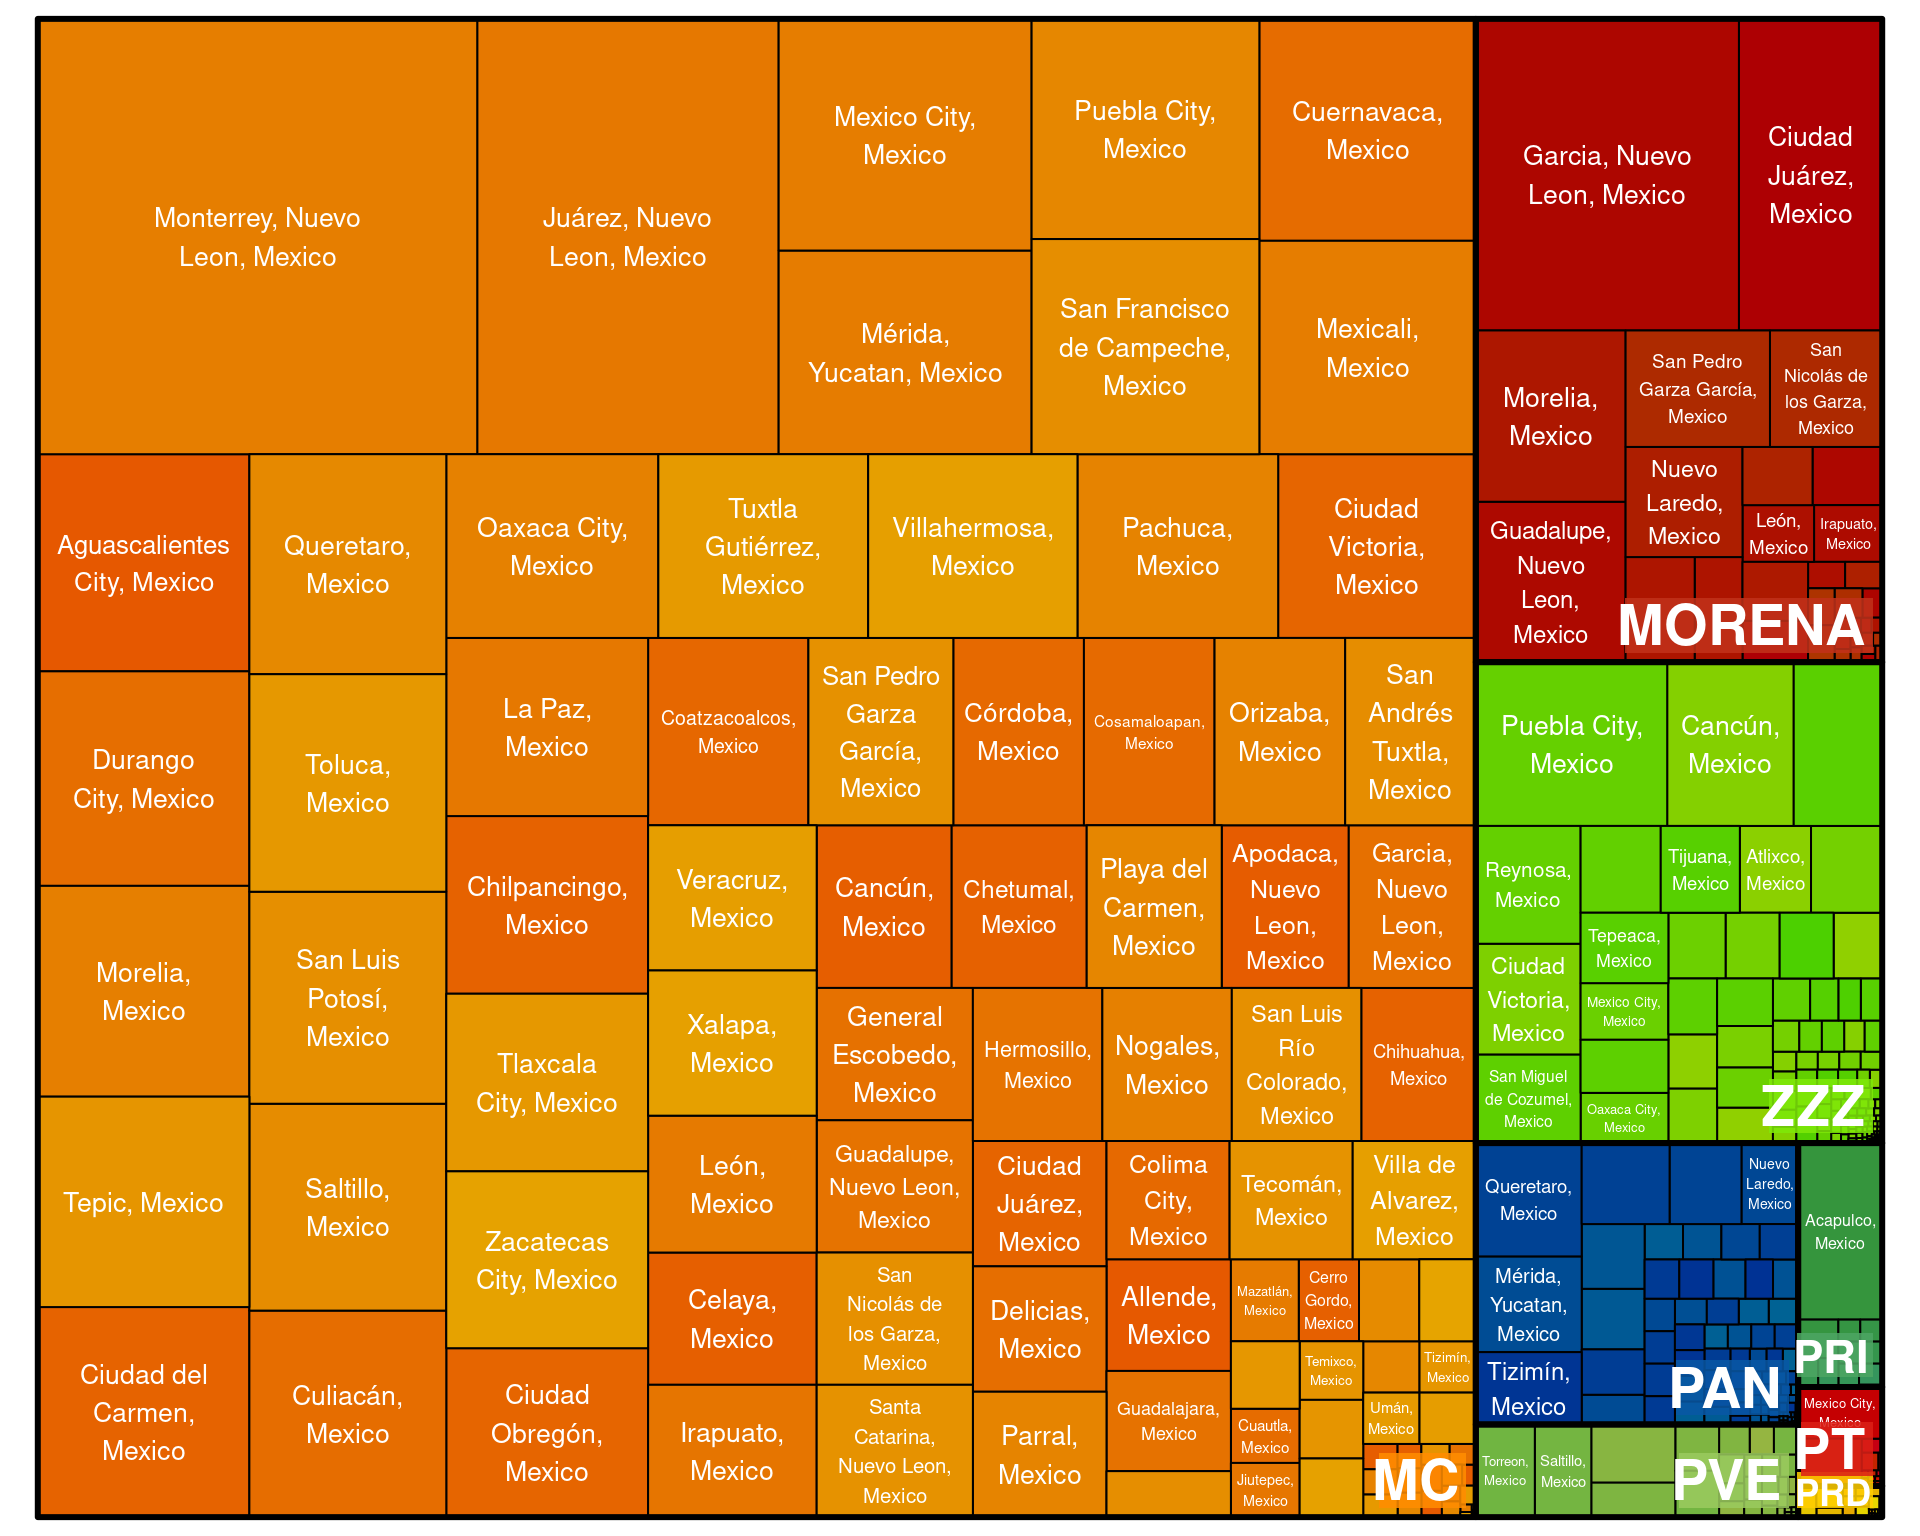 Monterrey, Nuevo
Leon, Mexico
Juárez, Nuevo
Leon, Mexico
Mexico City,
Mexico
Mérida,
Yucatan, Mexico
Puebla City,
Mexico
San Francisco
de Campeche,
Mexico
Cuernavaca,
Mexico
Mexicali,
Mexico
Aguascalientes
City, Mexico
Durango
City, Mexico
Morelia,
Mexico
Tepic, Mexico
Ciudad del
Carmen,
Mexico
Queretaro,
Mexico
Toluca,
Mexico
San Luis
Potosí,
Mexico
Saltillo,
Mexico
Culiacán,
Mexico
Oaxaca City,
Mexico
Tuxtla
Gutiérrez,
Mexico
Villahermosa,
Mexico
Pachuca,
Mexico
Ciudad
Victoria,
Mexico
La Paz,
Mexico
Chilpancingo,
Mexico
Tlaxcala
City, Mexico
Zacatecas
City, Mexico
Ciudad
Obregón,
Mexico
Coatzacoalcos,
Mexico
San Pedro
Garza
García,
Mexico
Córdoba,
Mexico
Cosamaloapan,
Mexico
Orizaba,
Mexico
San
Andrés
Tuxtla,
Mexico
Veracruz,
Mexico
Xalapa,
Mexico
León,
Mexico
Celaya,
Mexico
Irapuato,
Mexico
Cancún,
Mexico
Chetumal,
Mexico
Playa del
Carmen,
Mexico
Apodaca,
Nuevo
Leon,
Mexico
Garcia,
Nuevo
Leon,
Mexico
General
Escobedo,
Mexico
Guadalupe,
Nuevo Leon,
Mexico
San
Nicolás de
los Garza,
Mexico
Santa
Catarina,
Nuevo Leon,
Mexico
Hermosillo,
Mexico
Nogales,
Mexico
San Luis
Río
Colorado,
Mexico
Chihuahua,
Mexico
Ciudad
Juárez,
Mexico
Delicias,
Mexico
Parral,
Mexico
Colima
City,
Mexico
Tecomán,
Mexico
Villa de
Alvarez,
Mexico
Allende,
Mexico
Guadalajara,
Mexico
Mazatlán,
Mexico
Cerro
Gordo,
Mexico
Temixco,
Mexico
Tizimín,
Mexico
Cuautla,
Mexico
Umán,
Mexico
Jiutepec,
Mexico
MC
Garcia, Nuevo
Leon, Mexico
Ciudad
Juárez,
Mexico
Morelia,
Mexico
San Pedro
Garza García,
Mexico
San
Nicolás de
los Garza,
Mexico
Guadalupe,
Nuevo
Leon,
Mexico
Nuevo
Laredo,
Mexico
León,
Mexico
Irapuato,
Mexico
MORENA
Puebla City,
Mexico
Cancún,
Mexico
Reynosa,
Mexico
Tijuana,
Mexico
Atlixco,
Mexico
Ciudad
Victoria,
Mexico
Tepeaca,
Mexico
Mexico City,
Mexico
San Miguel
de Cozumel,
Mexico
Oaxaca City,
Mexico
ZZZ
Queretaro,
Mexico
Nuevo
Laredo,
Mexico
Mérida,
Yucatan,
Mexico
Tizimín,
Mexico
PAN
Acapulco,
Mexico
PRI
Mexico City,
Mexico
PT
PRD
Torreon,
Mexico
Saltillo,
Mexico
PVE